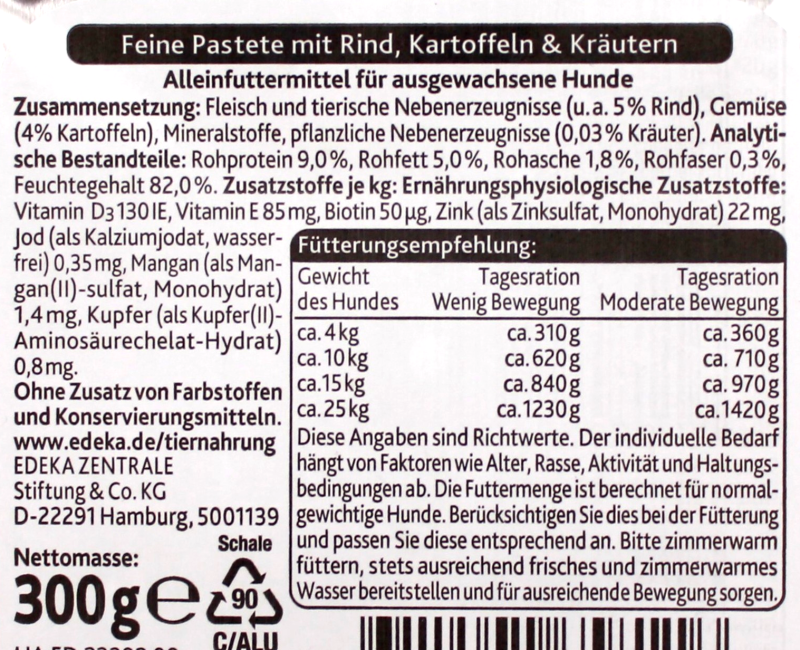 Feine Pastete mit Rind, Kartoffeln & Kräutern
Alleinfuttermittel für ausgewachsene Hunde
Zusammensetzung: Fleisch und tierische Nebenerzeugnisse (u.a. 5% Rind), Gemüse
(4% Kartoffeln), Mineralstoffe, pflanzliche Nebenerzeugnisse (0,03% Kräuter). Analyti-
sche Bestandteile: Rohprotein 9,0%, Rohfett 5,0%, Rohasche 1,8%, Rohfaser 0,3%,
Feuchtegehalt 82,0%. Zusatzstoffe je kg: Ernährungsphysiologische Zusatzstoffe:
Vitamin D3 130 IE, Vitamin E 85 mg, Biotin 50 µg, Zink (als Zinksulfat, Monohydrat) 22 mg,
Jod (als Kalziumjodat, wasser-
frei) 0,35 mg, Mangan (als Man-
gan(II)-sulfat, Monohydrat)
1,4 mg, Kupfer (als Kupfer(II)-
Aminosäurechelat-Hydrat)
0,8 mg.
Ohne Zusatz von Farbstoffen
und Konservierungsmitteln.
www.edeka.de/tiernahrung
EDEKA ZENTRALE
Stiftung & Co. KG
D-22291 Hamburg, 5001139
Nettomasse:
300 g e
Schale
90
C/ALU
Fütterungsempfehlung:
Gewicht Tagesration Tagesration
des Hundes Wenig Bewegung Moderate Bewegung
ca. 4 kg ca. 310 g ca. 360 g
ca. 10 kg ca. 620 g ca. 710 g
ca. 15 kg ca. 840 g ca. 970 g
ca. 25 kg ca. 1230 g ca. 1420 g
Diese Angaben sind Richtwerte. Der individuelle Bedarf
hängt von Faktoren wie Alter, Rasse, Aktivität und Haltungs-
bedingungen ab. Die Futtermenge ist berechnet für normal-
gewichtige Hunde. Berücksichtigen Sie dies bei der Fütterung
und passen Sie diese entsprechend an. Bitte zimmerwarm
füttern, stets ausreichend frisches und zimmerwarmes
Wasser bereitstellen und für ausreichende Bewegung sorgen.